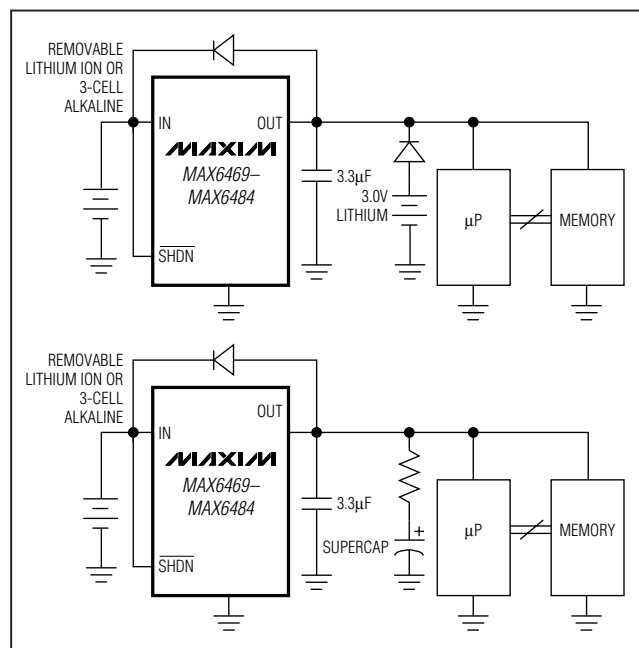 REMOVABLE
LITHIUM ION OR
3-CELL
ALKALINE
IN
OUT
MAXIM
MAX6469–
MAX6484
SHDN
3.3µF
3.0V
LITHIUM
µP
MEMORY
REMOVABLE
LITHIUM ION OR
3-CELL
ALKALINE
IN
OUT
MAXIM
MAX6469–
MAX6484
SHDN
3.3µF
+
SUPERCAP
µP
MEMORY